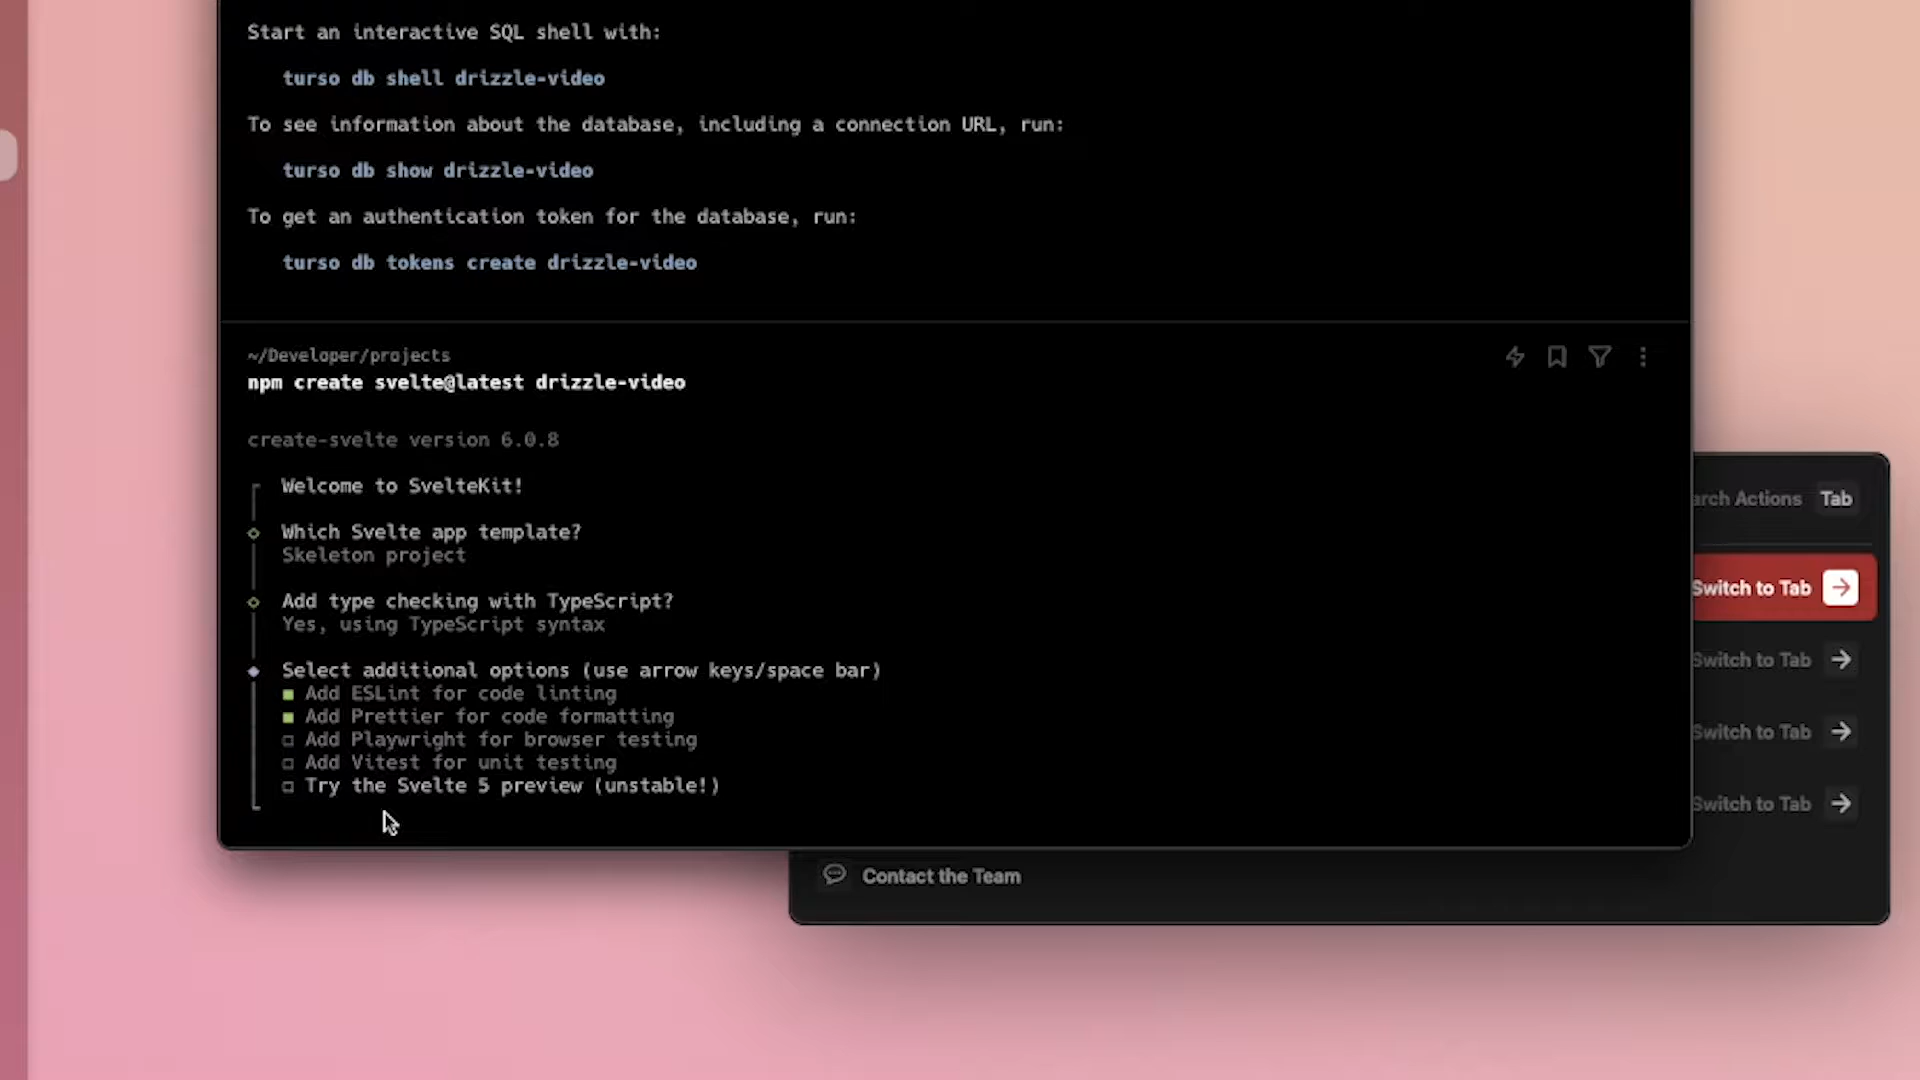 Start an interactive SQL shell with:
turso db shell drizzle-video
To see information about the database, including a connection URL, run:
turso db show drizzle-video
To get an authentication token for the database, run:
turso db tokens create drizzle-video
~/Developer/projects
npm create svelte@latest drizzle-video
create-svelte version 6.0.8
Welcome to SvelteKit!
Which Svelte app template?
Skeleton project
Add type checking with TypeScript?
Yes, using TypeScript syntax
Select additional options (use arrow keys/space bar)
Add ESLint for code linting
Add Prettier for code formatting
Add Playwright for browser testing
Add Vitest for unit testing
Try the Svelte 5 preview (unstable!)
arch Actions Tab
Switch to Tab
Switch to Tab
Switch to Tab
Switch to Tab
Contact the Team